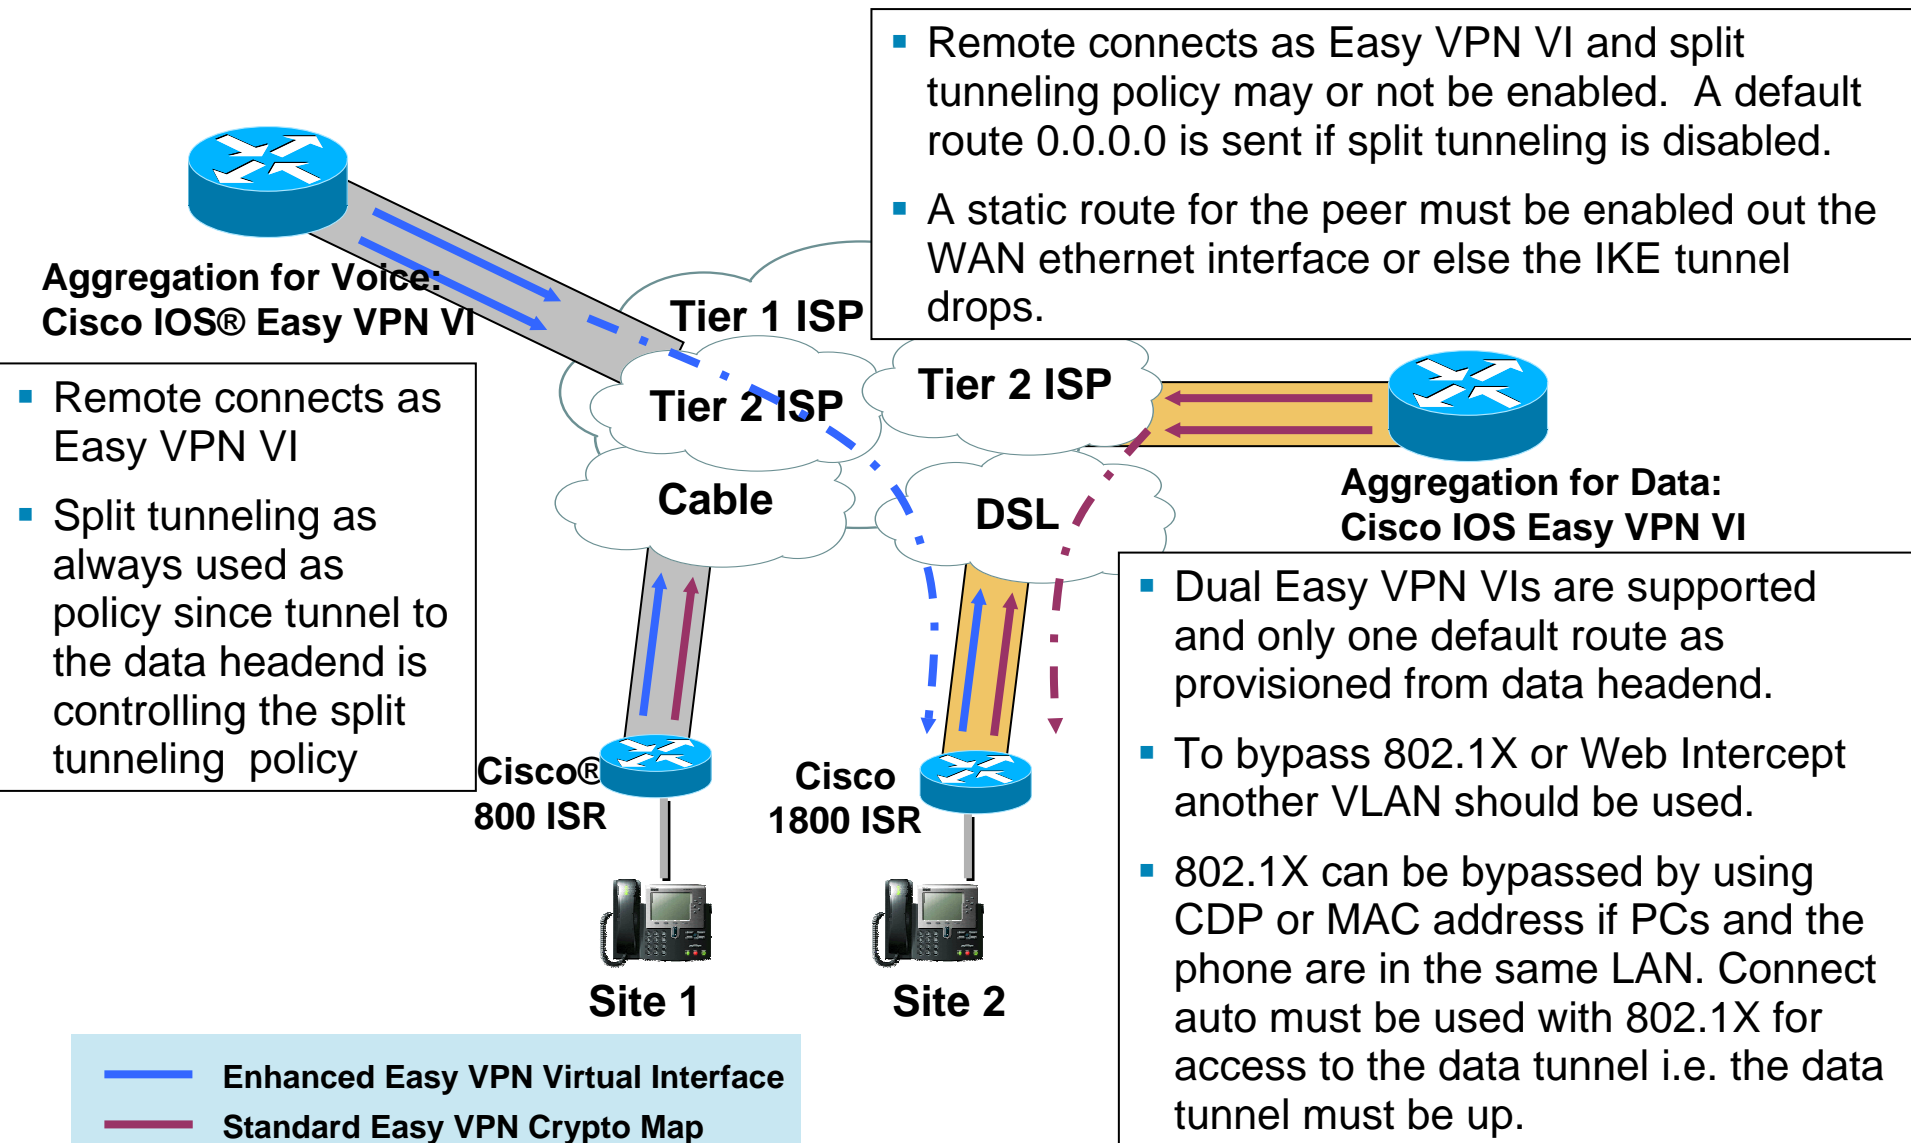 Remote connects as Easy VPN VI and split
tunneling policy may or not be enabled. A default
route 0.0.0.0 is sent if split tunneling is disabled.
A static route for the peer must be enabled out the
WAN ethernet interface or else the IKE tunnel
drops.
Aggregation for Voice:
Cisco IOS® Easy VPN VI
Tier 1 ISP
Tier 2 ISP
Tier 2 ISP
Cable
DSL
Remote connects as
Easy VPN VI
Split tunneling as
always used as
policy since tunnel to
the data headend is
controlling the split
tunneling policy
Aggregation for Data:
Cisco IOS Easy VPN VI
Dual Easy VPN VIs are supported
and only one default route as
provisioned from data headend.
To bypass 802.1X or Web Intercept
another VLAN should be used.
802.1X can be bypassed by using
CDP or MAC address if PCs and the
phone are in the same LAN. Connect
auto must be used with 802.1X for
access to the data tunnel i.e. the data
tunnel must be up.
Cisco®
800 ISR
Cisco
1800 ISR
Site 1
Site 2
Enhanced Easy VPN Virtual Interface
Standard Easy VPN Crypto Map